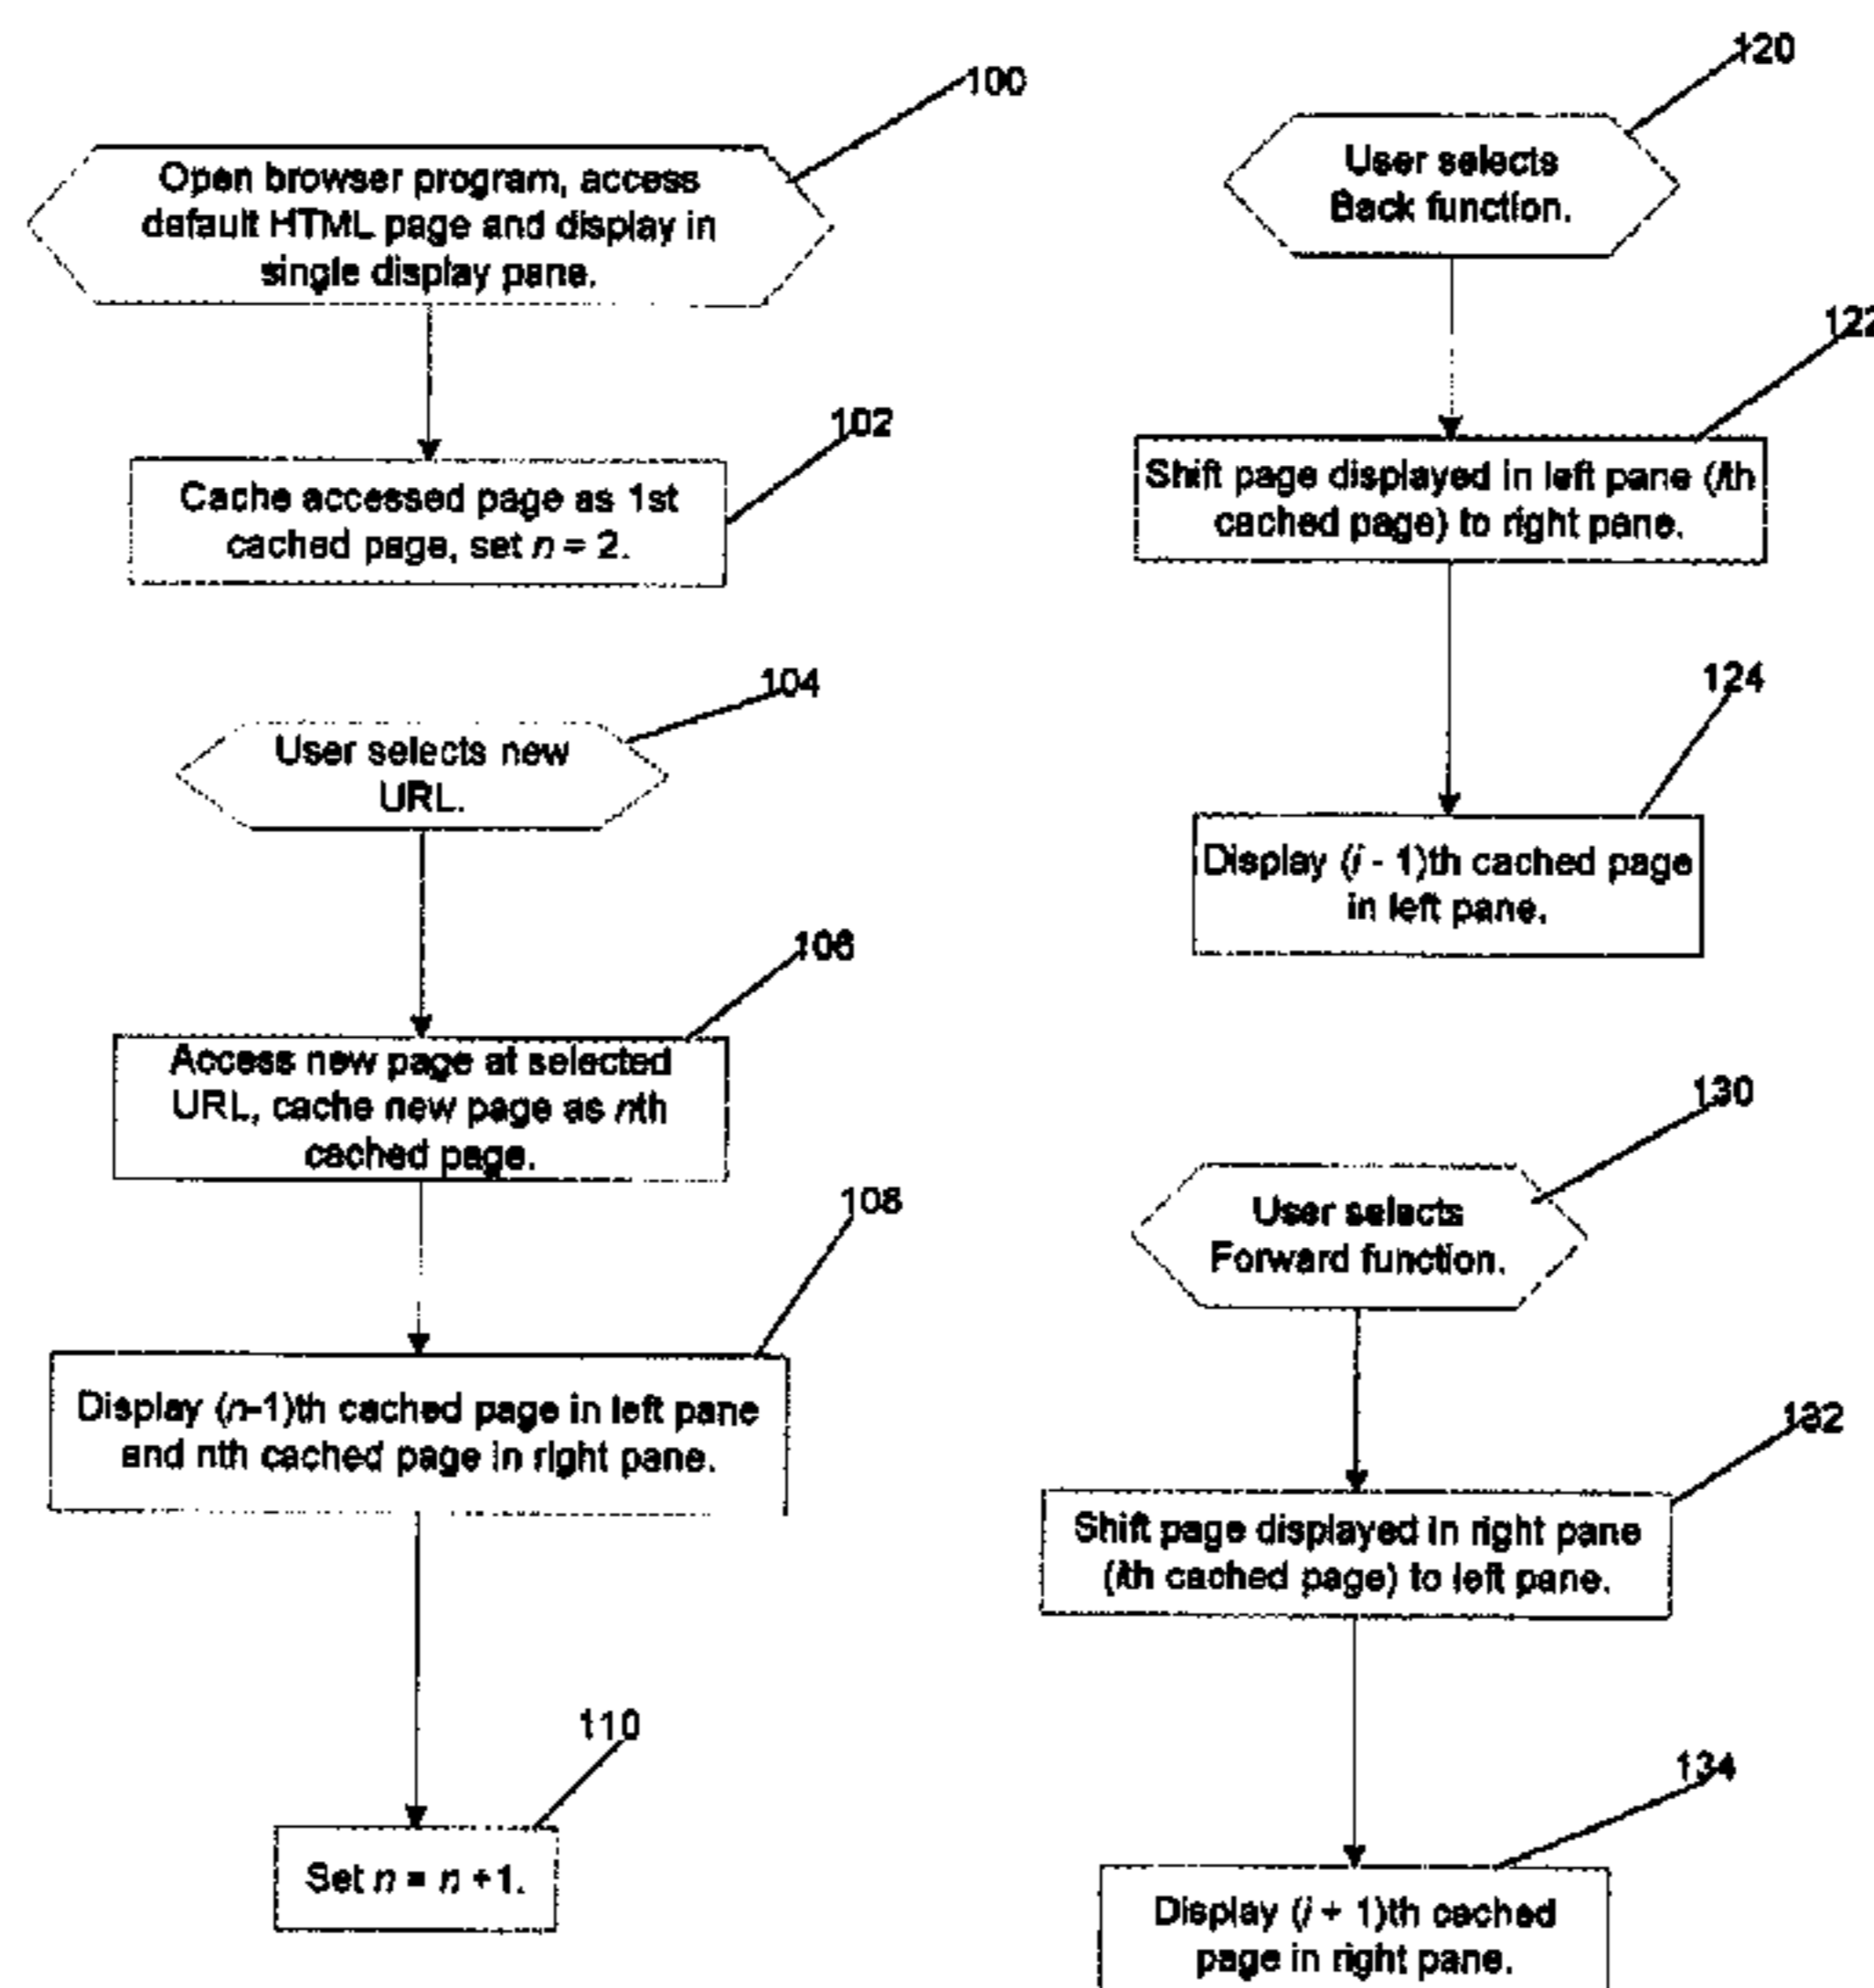 100
Open browser program, access
default HTML page and display in
single display pane.
102
Cache accessed page as 1st
cached page, set n = 2.
104
User selects new
URL.
106
Access new page at selected
URL, cache new page as nth
cached page.
108
Display (n-1)th cached page in left pane
and nth cached page in right pane.
110
Set n = n +1.
120
User selects
Back function.
122
Shift page displayed in left pane (ith
cached page) to right pane.
124
Display (i - 1)th cached page
in left pane.
130
User selects
Forward function.
132
Shift page displayed in right pane
(ith cached page) to left pane.
134
Display (i + 1)th cached
page in right pane.